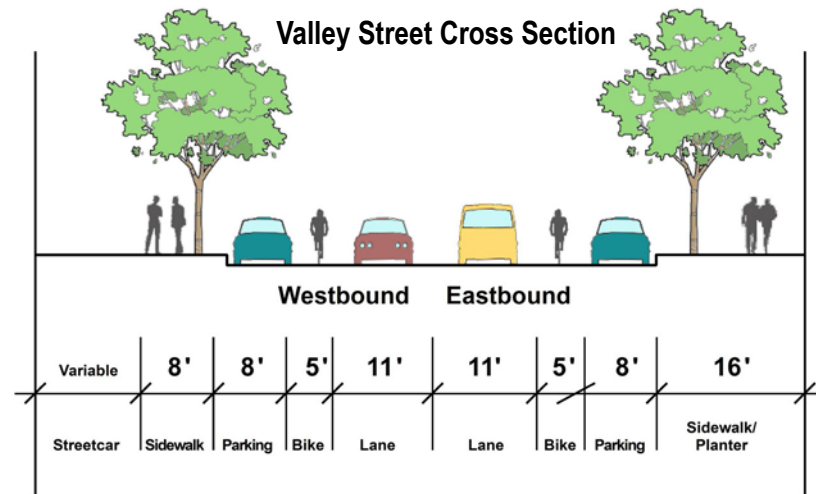 Valley Street Cross Section
Westbound Eastbound
Variable 8' 8' 5' 11' 11' 5' 8' 16'
Streetcar Sidewalk Parking Bike Lane Lane Bike Parking Sidewalk/
Planter